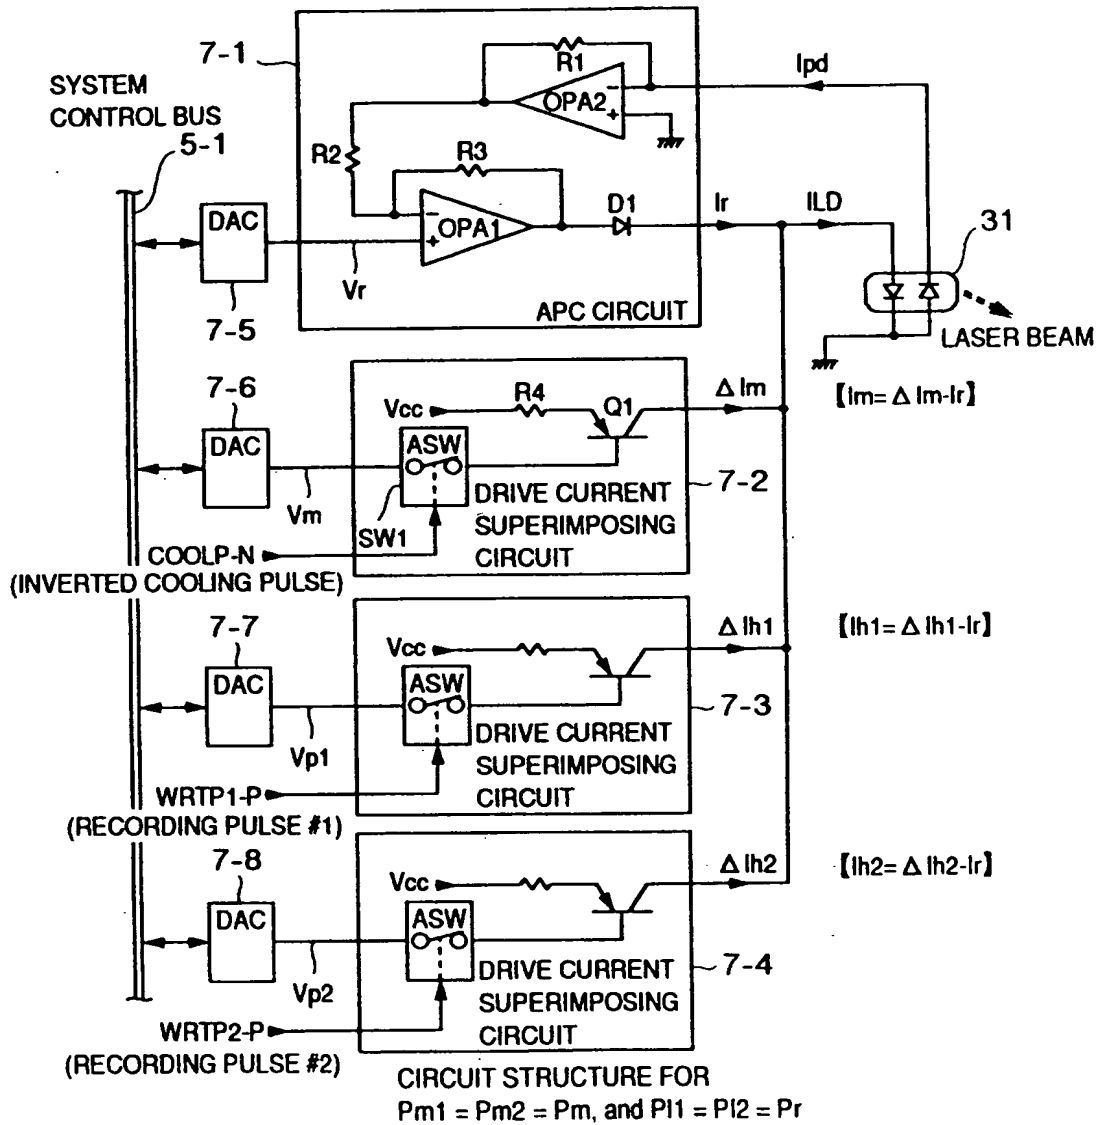 7-1
SYSTEM
CONTROL BUS
5-1
R1
OPA2
-
+
Ipd
R2
R3
DAC
-
OPA1
+
D1
Ir
ILD
31
Vr
7-5
APC CIRCUIT
LASER BEAM
7-6
DAC
Vcc
R4
Q1
Δ Im
【Im= Δ Im-Ir】
ASW
Vm
SW1
DRIVE CURRENT
SUPERIMPOSING
CIRCUIT
7-2
COOLP-N
(INVERTED COOLING PULSE)
7-7
DAC
Vcc
Δ Ih1
【Ih1= Δ Ih1-Ir】
ASW
Vp1
DRIVE CURRENT
SUPERIMPOSING
CIRCUIT
7-3
WRTP1-P
(RECORDING PULSE #1)
7-8
DAC
Vcc
Δ Ih2
【Ih2= Δ Ih2-Ir】
ASW
Vp2
DRIVE CURRENT
SUPERIMPOSING
CIRCUIT
7-4
WRTP2-P
(RECORDING PULSE #2)
CIRCUIT STRUCTURE FOR
Pm1 = Pm2 = Pm, and Pl1 = Pl2 = Pr